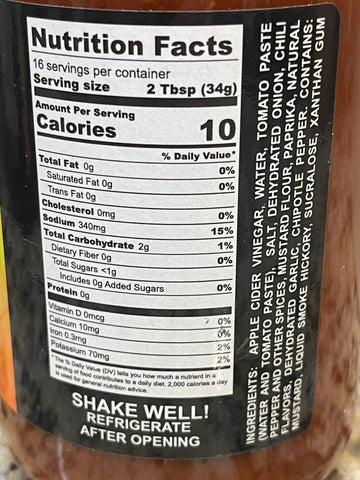 Nutrition Facts
16 servings per container
Serving size 2 Tbsp (34g)
Amount Per Serving
Calories 10
% Daily Value*
Total Fat 0g 0%
Saturated Fat 0g 0%
Trans Fat 0g
Cholesterol 0mg 0%
Sodium 340mg 15%
Total Carbohydrate 2g 1%
Dietary Fiber 0g 0%
Total Sugars <1g
Includes 0g Added Sugars 0%
Protein 0g
Vitamin D 0mcg 0%
Calcium 10mg 0%
Iron 0.3mg 2%
Potassium 70mg 2%
* The % Daily Value (DV) tells you how much a nutrient in a
serving of food contributes to a daily diet. 2,000 calories a day
is used for general nutrition advice.
SHAKE WELL!
REFRIGERATE
AFTER OPENING
INGREDIENTS: APPLE CIDER VINEGAR, WATER, TOMATO PASTE
(WATER AND TOMATO PASTE), SALT, DEHYDRATED ONION, CHILI
PEPPER AND OTHER SPICES, MUSTARD FLOUR, PAPRIKA, NATURAL
FLAVORS, DEHYDRATED GARLIC, CHIPOTLE PEPPER. CONTAINS:
MUSTARD, LIQUID SMOKE HICKORY, SUCRALOSE, XANTHAN GUM